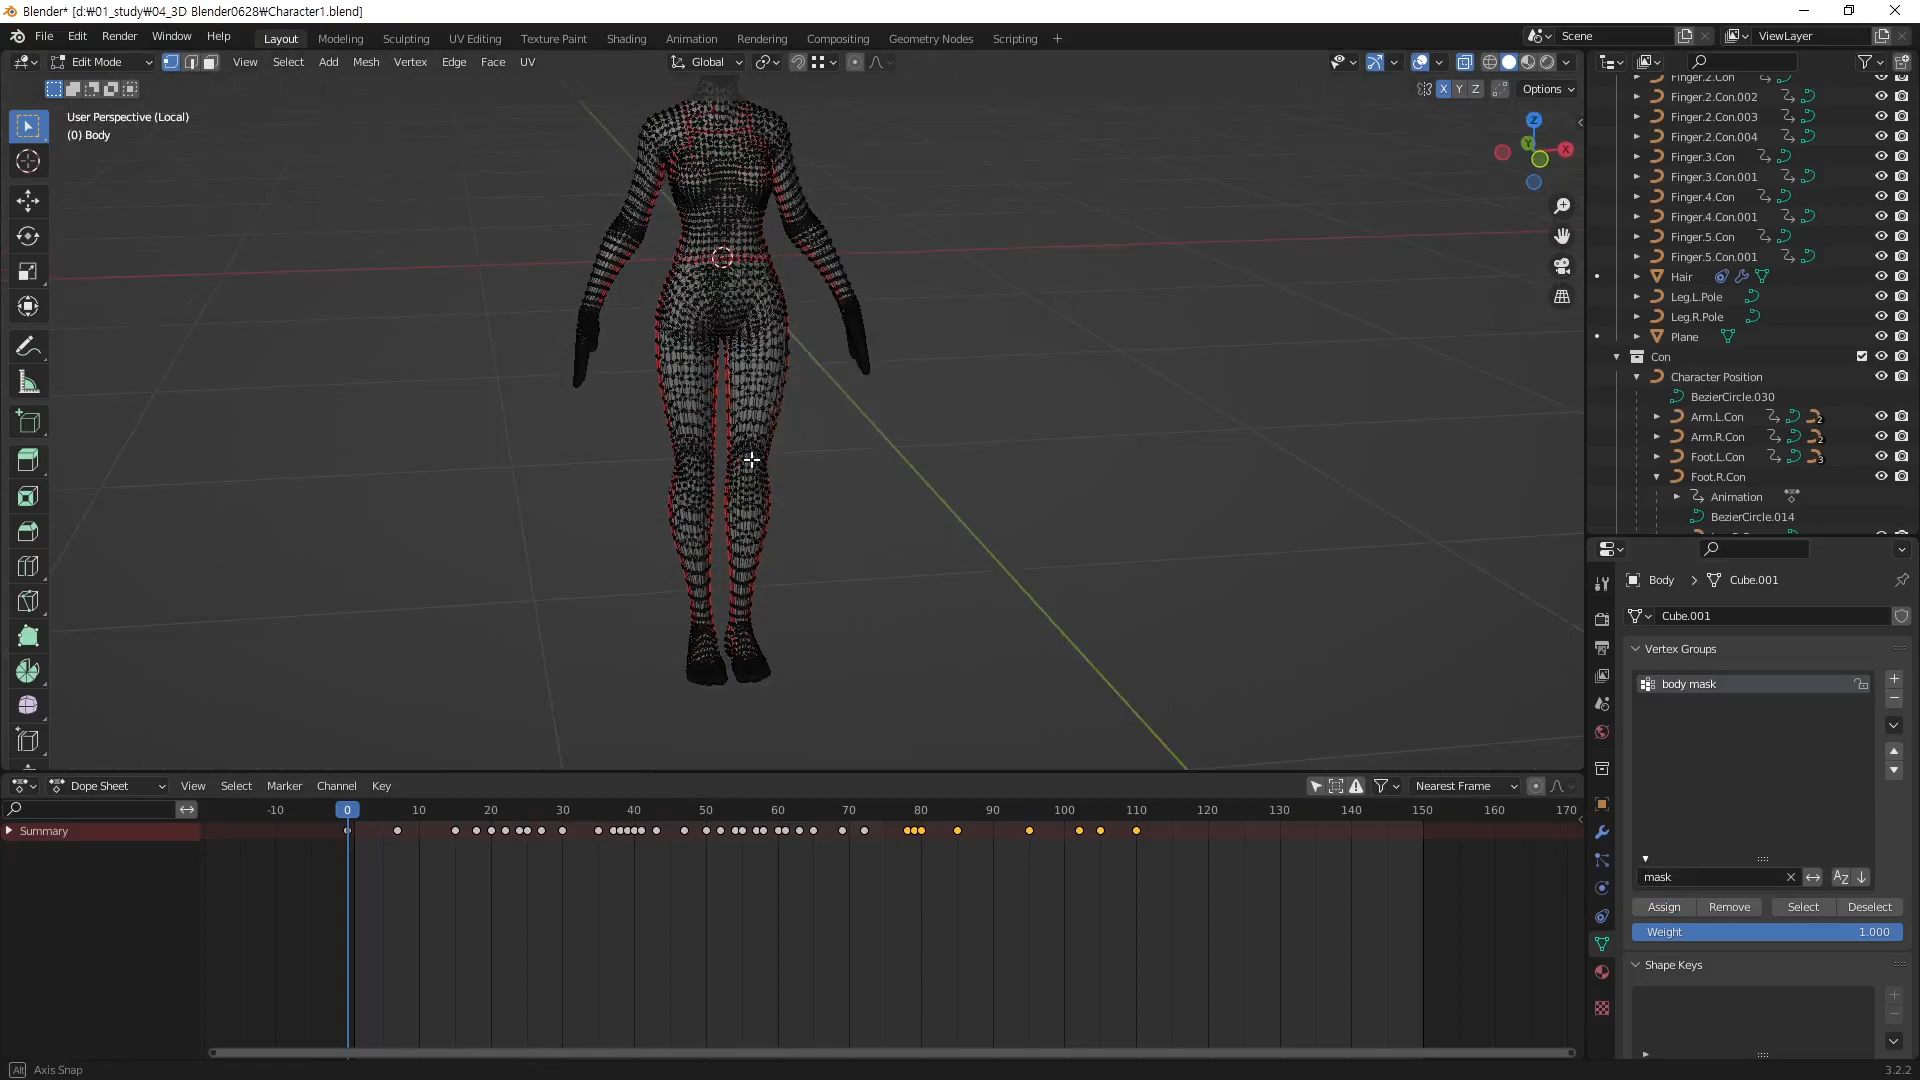 Blender* [d:₩01_study₩04_3D Blender0628₩Character1.blend]
File Edit Render Window Help Layout Modeling Sculpting UV Editing Texture Paint Shading Animation Rendering Compositing Geometry Nodes Scripting + Scene ViewLayer
Edit Mode View Select Add Mesh Vertex Edge Face UV Global
X Y Z Options
User Perspective (Local)
(0) Body
Z
Y
X
Finger.2.Con
Finger.2.Con.002
Finger.2.Con.003
Finger.2.Con.004
Finger.3.Con
Finger.3.Con.001
Finger.4.Con
Finger.4.Con.001
Finger.5.Con
Finger.5.Con.001
Hair
Leg.L.Pole
Leg.R.Pole
Plane
Con
Character Position
BezierCircle.030
Arm.L.Con 2
Arm.R.Con 2
Foot.L.Con 3
Foot.R.Con
Animation
BezierCircle.014
Body > Cube.001
Cube.001
Vertex Groups
body mask
mask
Assign Remove Select Deselect
Weight 1.000
Shape Keys
Dope Sheet View Select Marker Channel Key Nearest Frame
-10 0 10 20 30 40 50 60 70 80 90 100 110 120 130 140 150 160 170
Summary
Alt Axis Snap
3.2.2